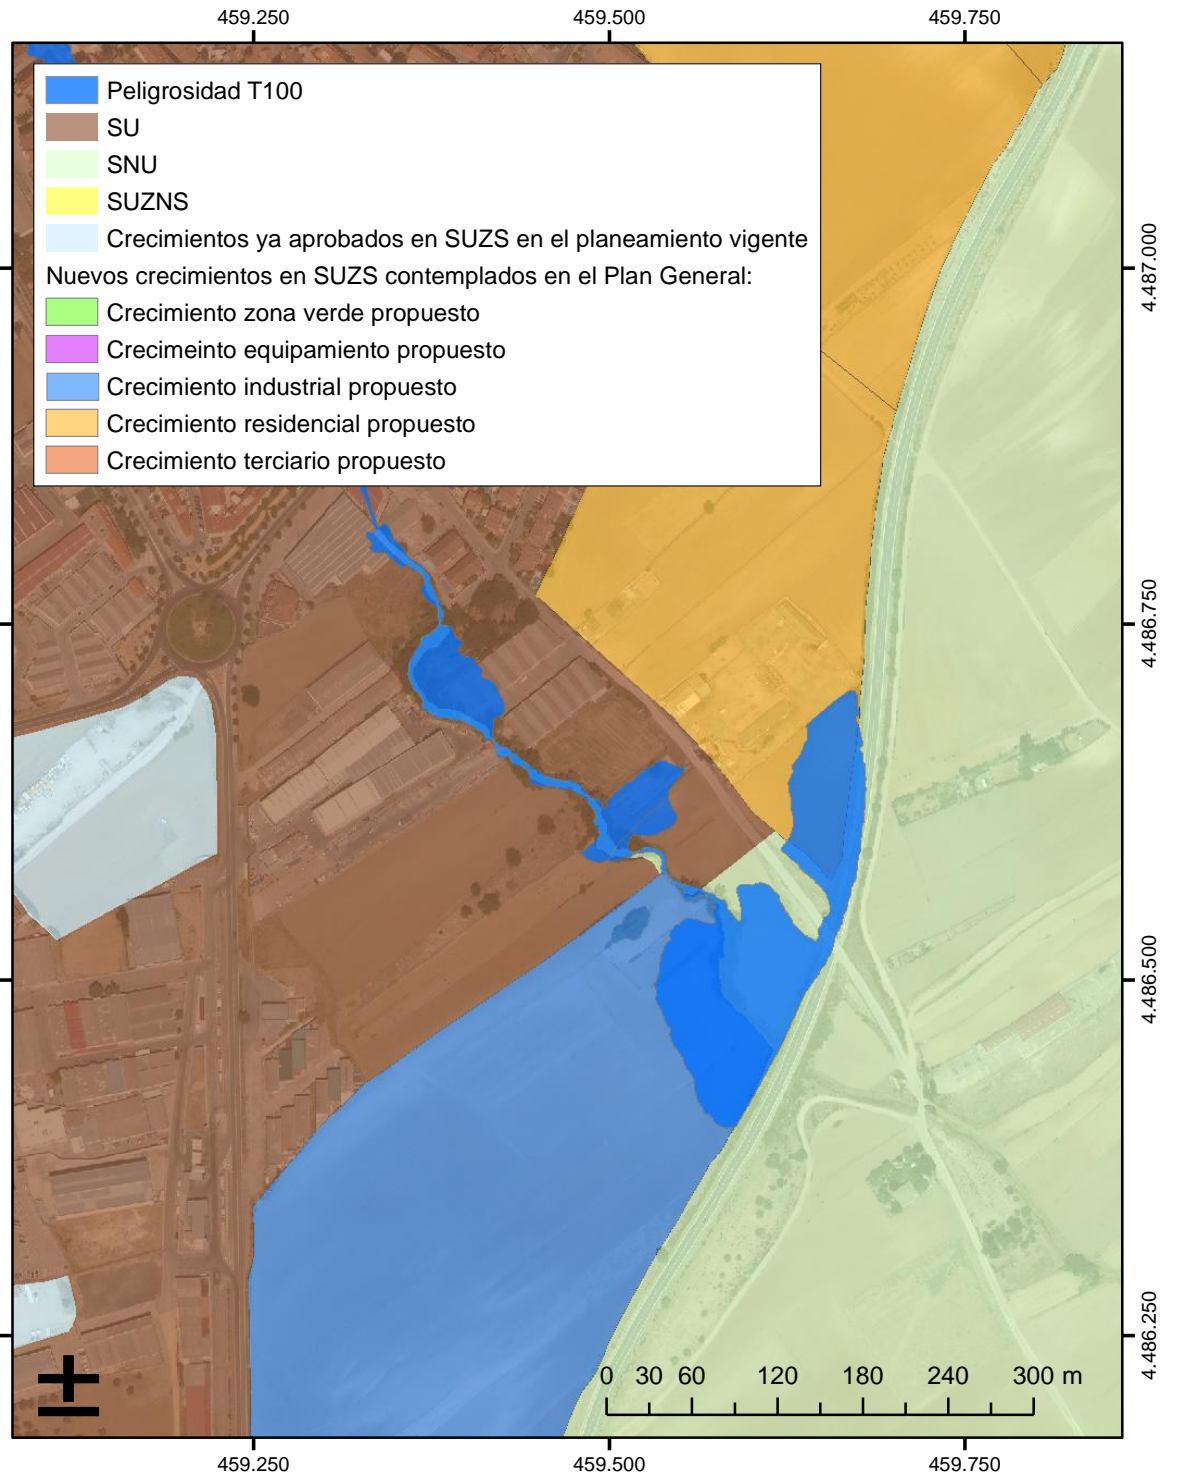 459.250 459.500 459.750
Peligrosidad T100
SU
SNU
SUZNS
Crecimientos ya aprobados en SUZS en el planeamiento vigente
Nuevos crecimientos en SUZS contemplados en el Plan General:
Crecimiento zona verde propuesto
Crecimeinto equipamiento propuesto
Crecimiento industrial propuesto
Crecimiento residencial propuesto
Crecimiento terciario propuesto
4.487.000
4.486.750
4.486.500
4.486.250
0 30 60 120 180 240 300 m
459.250 459.500 459.750